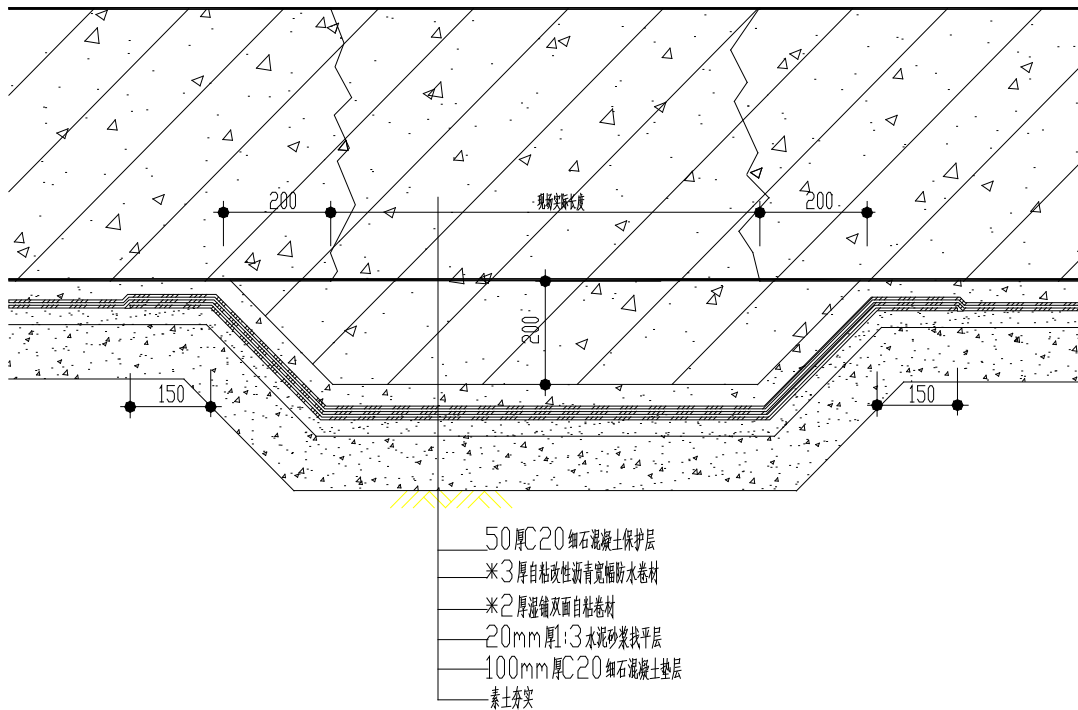 200
现场实际长度
200
200
150
150
50厚C20细石混凝土保护层
*3厚自粘改性沥青宽幅防水卷材
*2厚湿铺双面自粘卷材
20mm厚1:3水泥砂浆找平层
100mm厚C20细石混凝土垫层
素土夯实